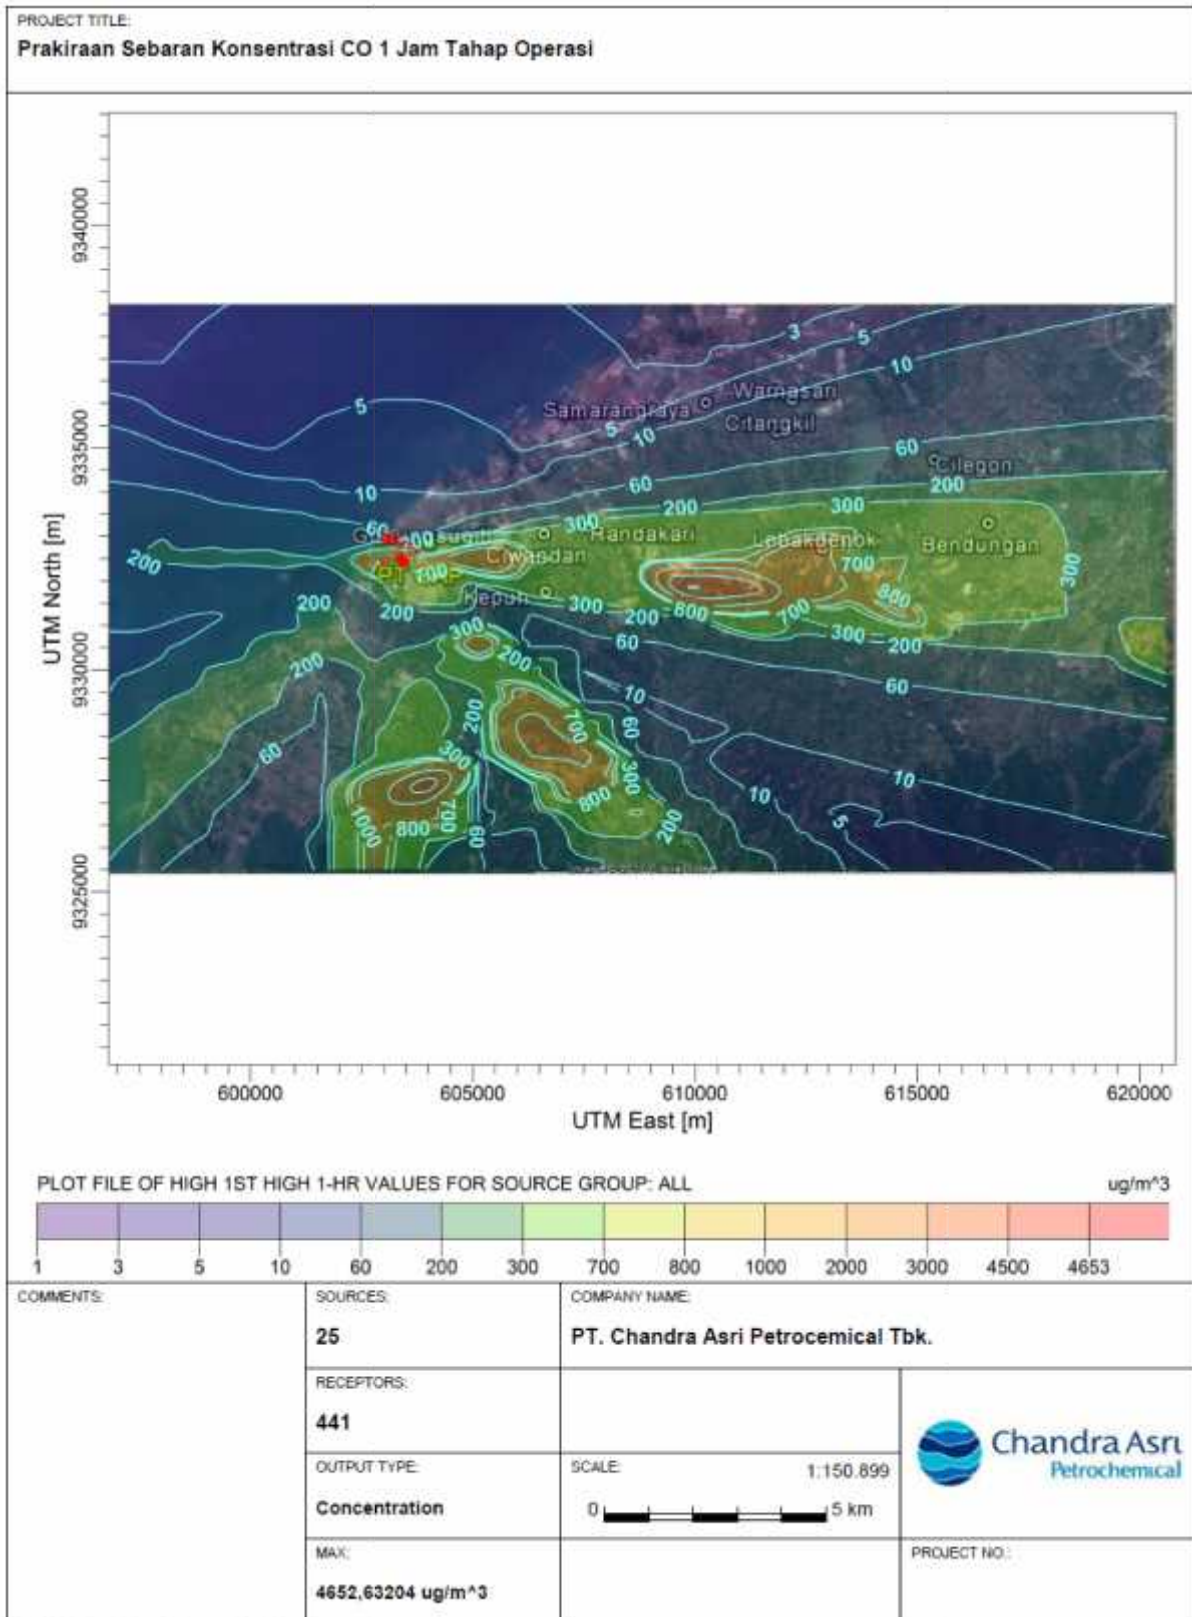 PROJECT TITLE:
Prakiraan Sebaran Konsentrasi CO 1 Jam Tahap Operasi
UTM North [m]
9340000
9335000
9330000
9325000
3
5
10
5
Warnasari
Samarangraya
Citangkil
5
10
60
Cilegon
10
60
200
60
200
300
300
Randakari
Lebakdenok
Bendungan
Ciwandan
200
700
700
300
Kepuh
200
200
300
200
800
700
800
300
200
300
60
200
200
10
60
200
700
60
60
300
10
300
800
10
5
1000
800
700
60
200
600000
605000
610000
615000
620000
UTM East [m]
PLOT FILE OF HIGH 1ST HIGH 1-HR VALUES FOR SOURCE GROUP: ALL
ug/m^3
1 3 5 10 60 200 300 700 800 1000 2000 3000 4500 4653
COMMENTS:
SOURCES:
25
COMPANY NAME:
PT. Chandra Asri Petrocemical Tbk.
RECEPTORS:
441
OUTPUT TYPE:
Concentration
SCALE:
1:150.899
0 5 km
Chandra Asri
Petrochemical
MAX:
4652,63204 ug/m^3
PROJECT NO.: